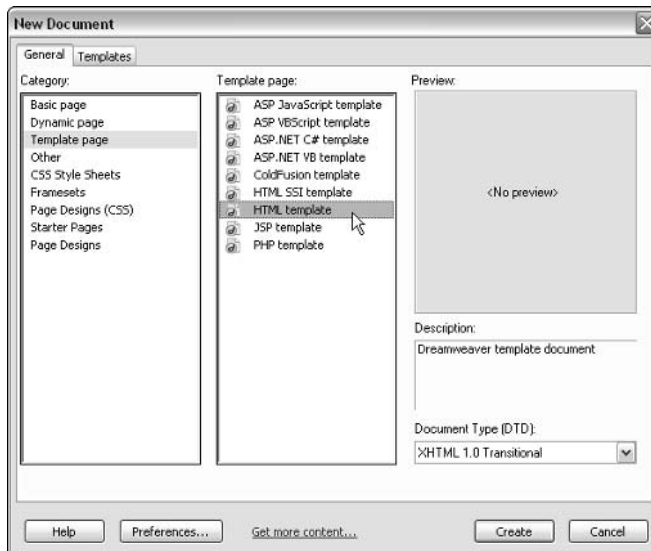 New Document
General
Templates
Category:
Basic page
Dynamic page
Template page
Other
CSS Style Sheets
Framesets
Page Designs (CSS)
Starter Pages
Page Designs
Template page:
ASP JavaScript template
ASP VBScript template
ASP.NET C# template
ASP.NET VB template
ColdFusion template
HTML SSI template
HTML template
JSP template
PHP template
Preview:
<No preview>
Description:
Dreamweaver template document
Document Type (DTD):
XHTML 1.0 Transitional
Help
Preferences...
Get more content...
Create
Cancel